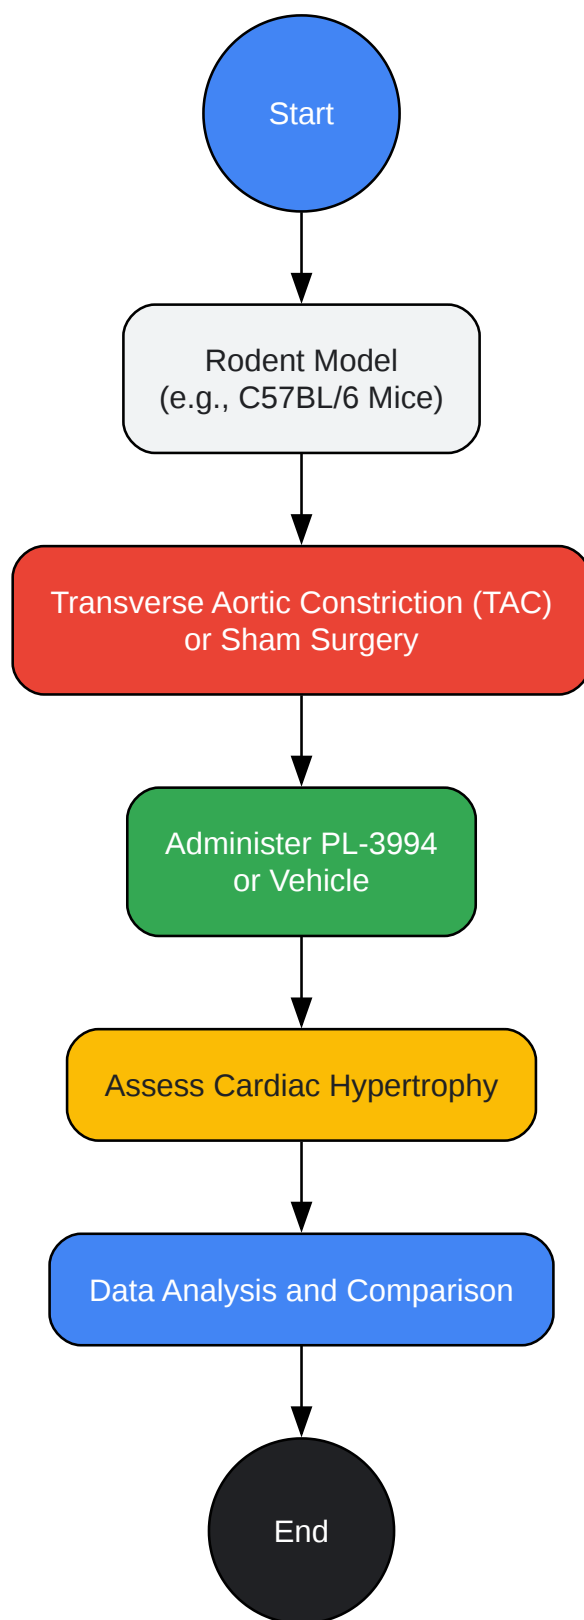 Start
Rodent Model
(e.g., C57BL/6 Mice)
Transverse Aortic Constriction (TAC)
or Sham Surgery
Administer PL-3994
or Vehicle
Assess Cardiac Hypertrophy
Data Analysis and Comparison
End